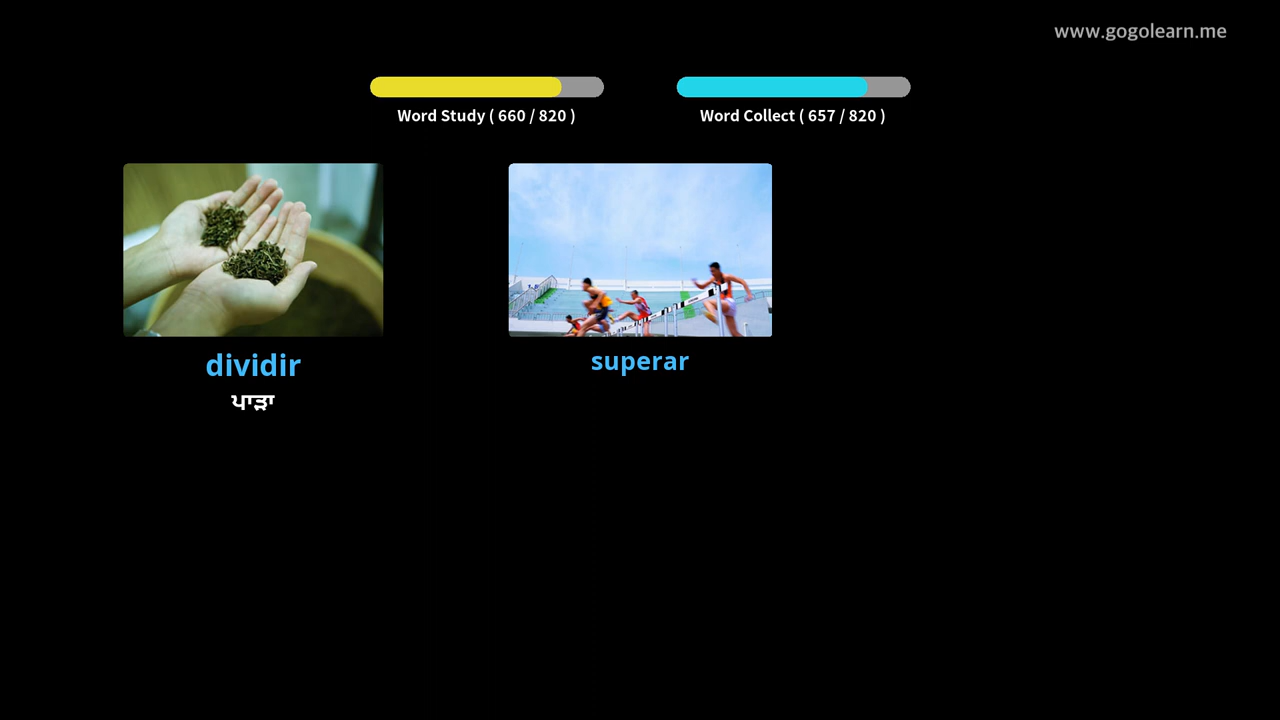 www.gogolearn.me
Word Study ( 660 / 820 )
Word Collect ( 657 / 820 )
dividir
ਪਾੜਾ
superar